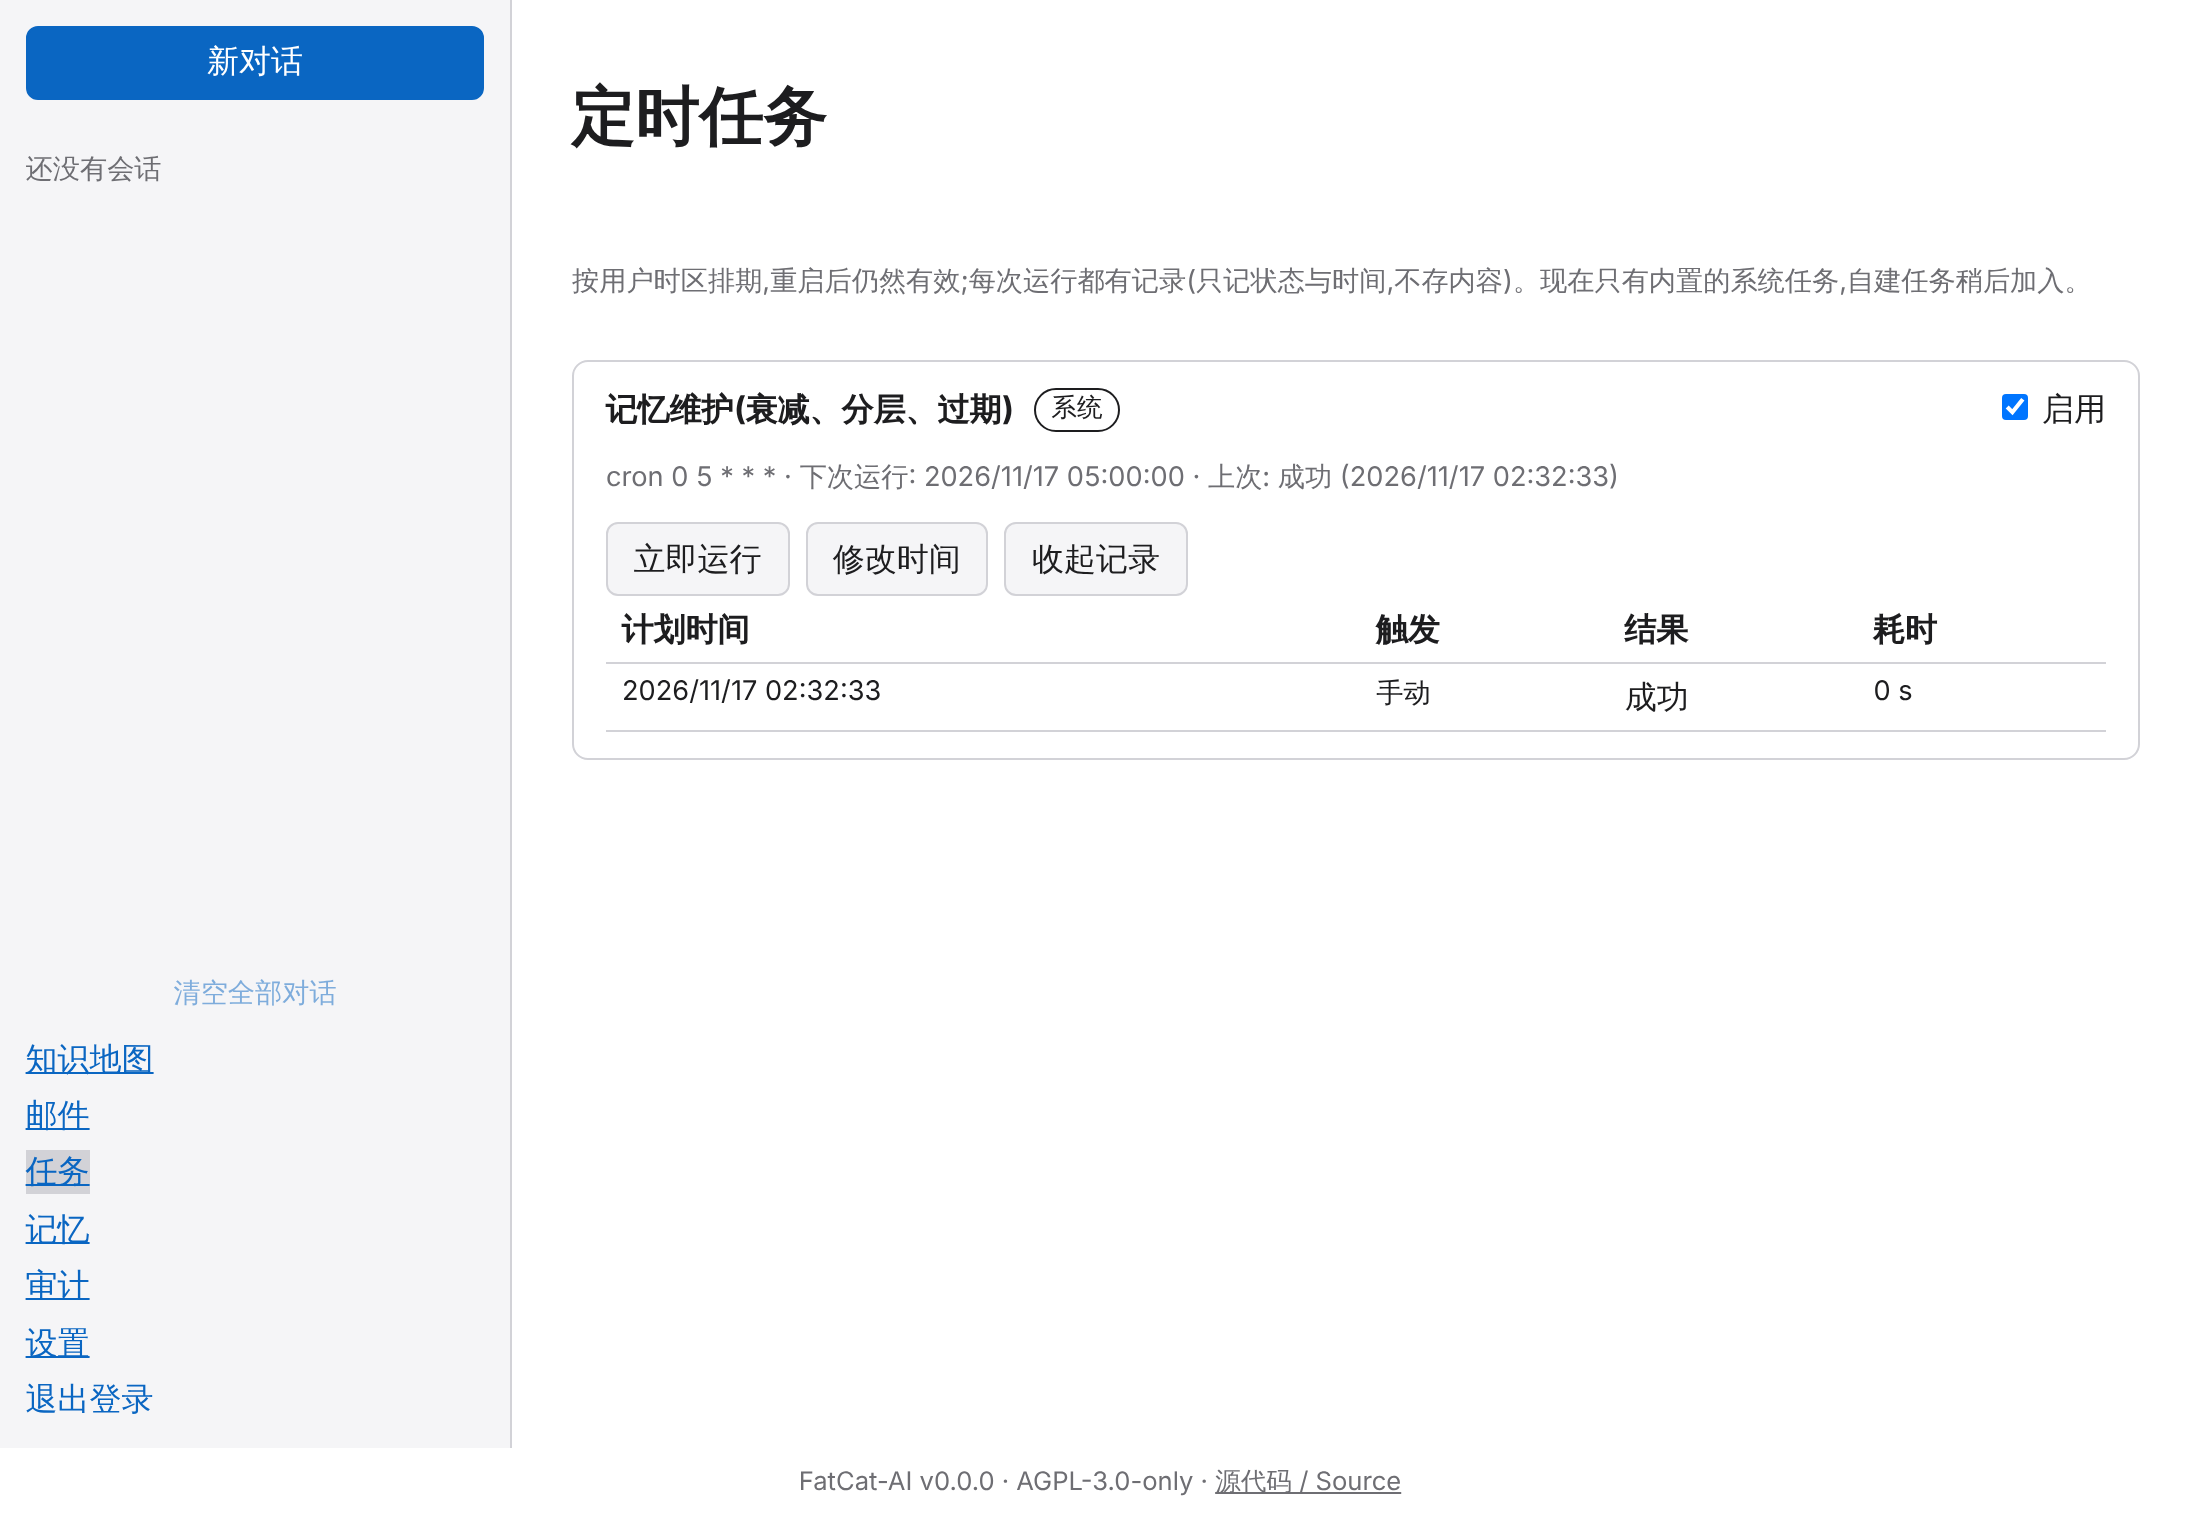 新对话
还没有会话
清空全部对话
知识地图
邮件
任务
记忆
审计
设置
退出登录
定时任务
按用户时区排期,重启后仍然有效;每次运行都有记录(只记状态与时间,不存内容)。现在只有内置的系统任务,自建任务稍后加入。
记忆维护(衰减、分层、过期) 系统 启用
cron 0 5 * * * · 下次运行: 2026/11/17 05:00:00 · 上次: 成功 (2026/11/17 02:32:33)
立即运行 修改时间 收起记录
计划时间 触发 结果 耗时
2026/11/17 02:32:33 手动 成功 0 s
FatCat-AI v0.0.0 · AGPL-3.0-only · 源代码 / Source